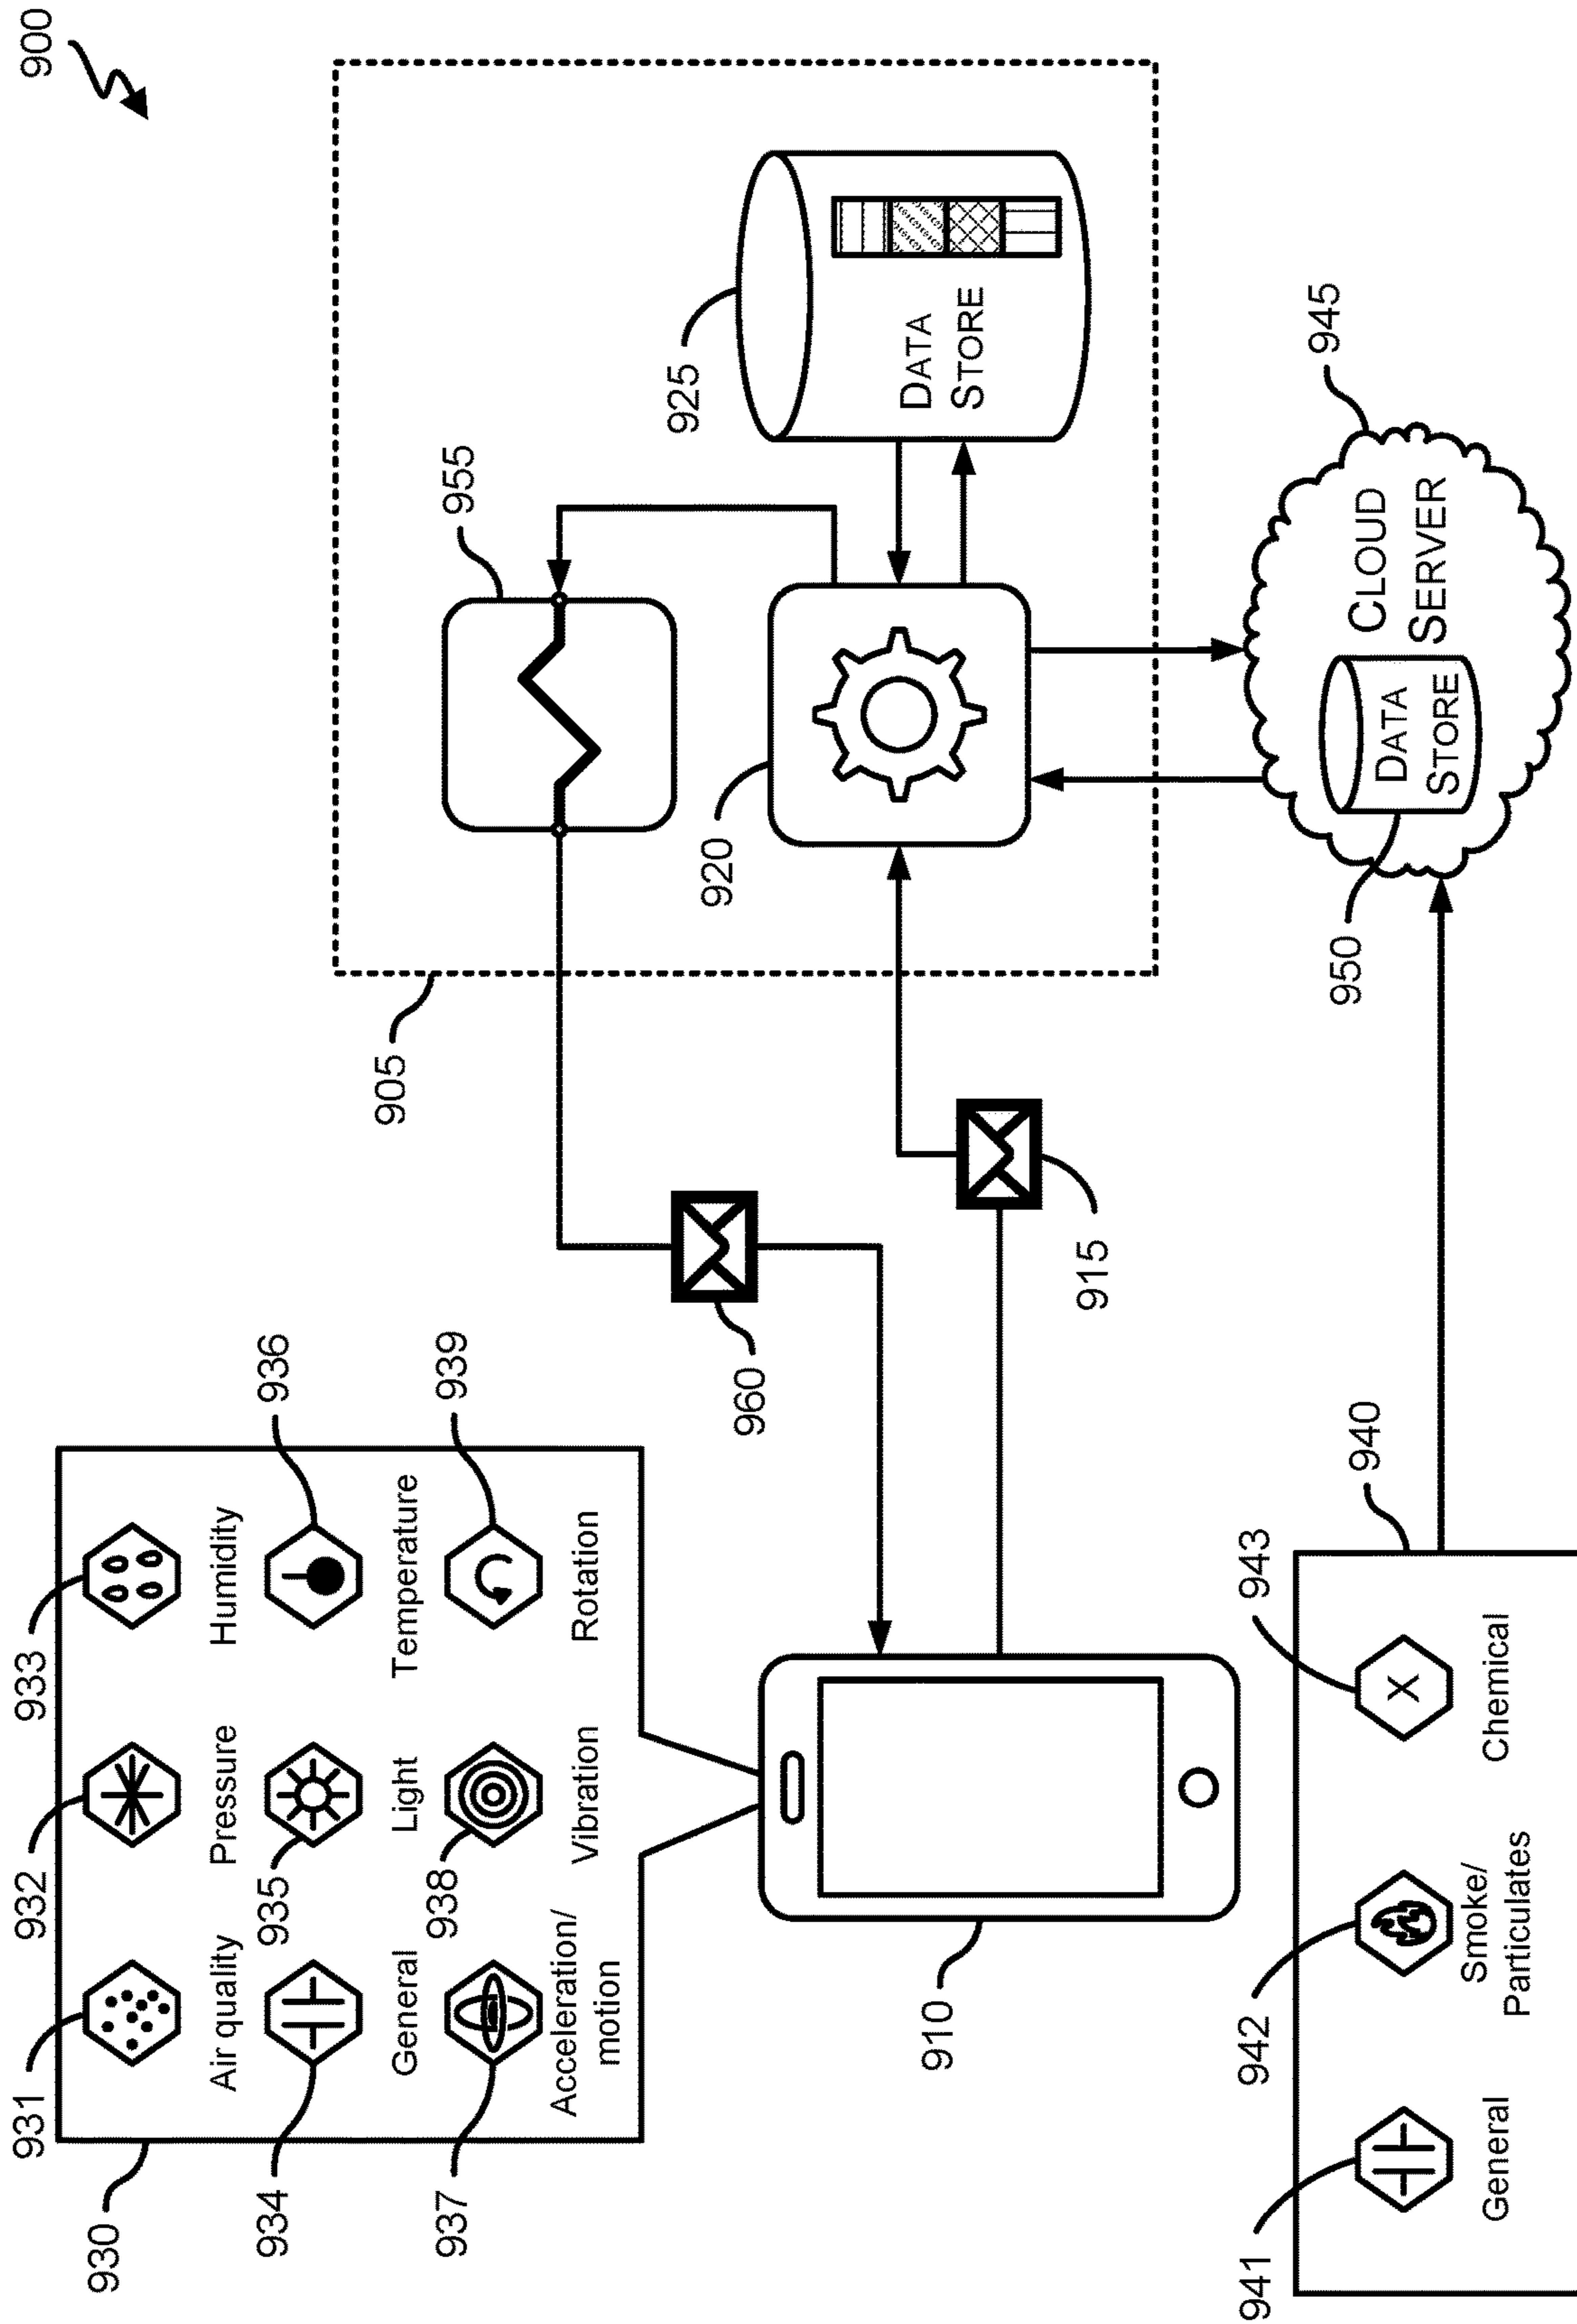 900
931
932
933
Air quality
Pressure
Humidity
930
934
935
936
General
Light
Temperature
937
938
939
Acceleration/
motion
Vibration
Rotation
910
960
915
905
955
920
925
DATA
STORE
940
941
942
943
General
Smoke/
Particulates
Chemical
945
950
DATA
STORE
CLOUD
SERVER
X